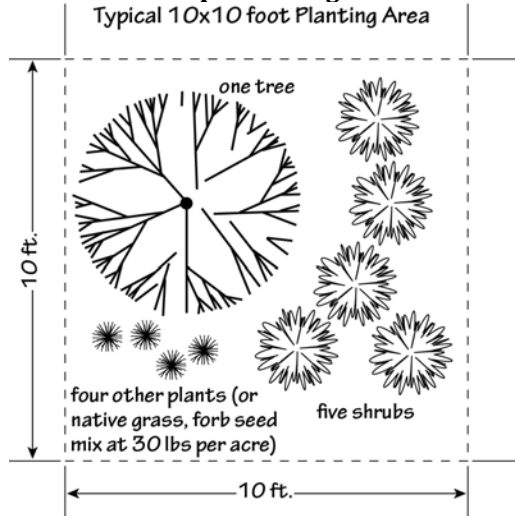 Typical 10x10 foot Planting Area
one tree
10 ft.
four other plants (or
native grass, forb seed
mix at 30 lbs per acre)
five shrubs
10 ft.